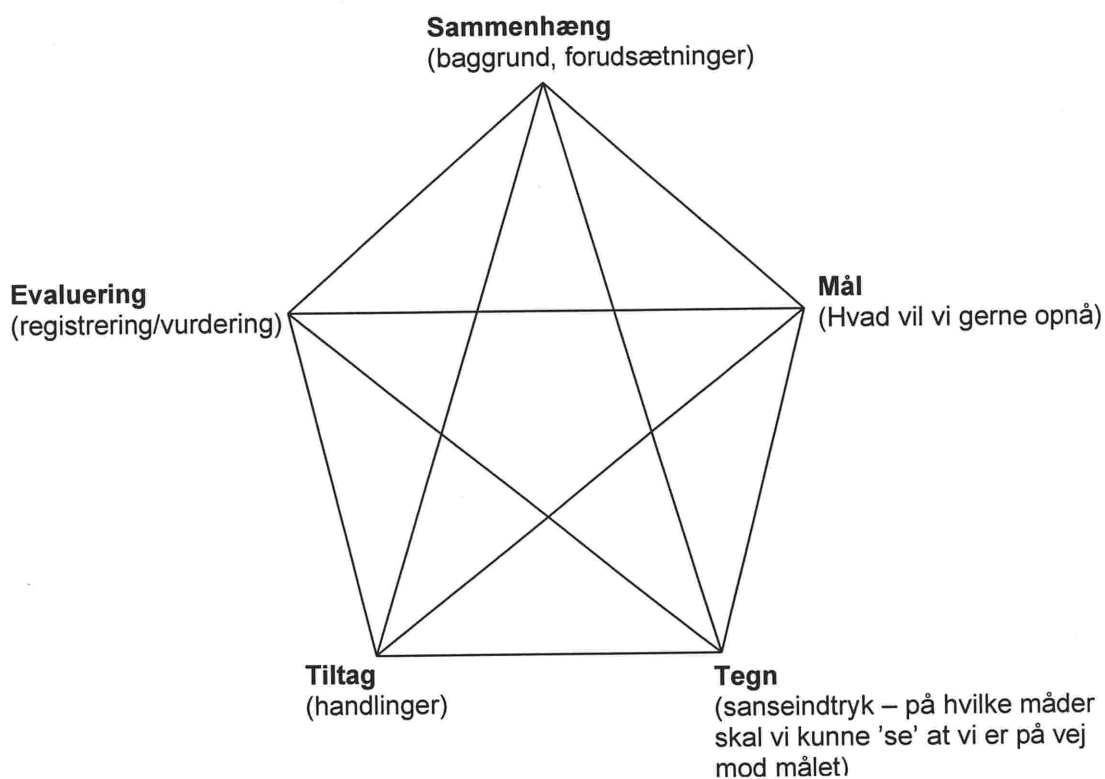 Sammenhæng
(baggrund, forudsætninger)
Evaluering
(registrering/vurdering)
Mål
(Hvad vil vi gerne opnå)
Tiltag
(handlinger)
Tegn
(sanseindtryk – på hvilke måder
skal vi kunne 'se' at vi er på vej
mod målet)